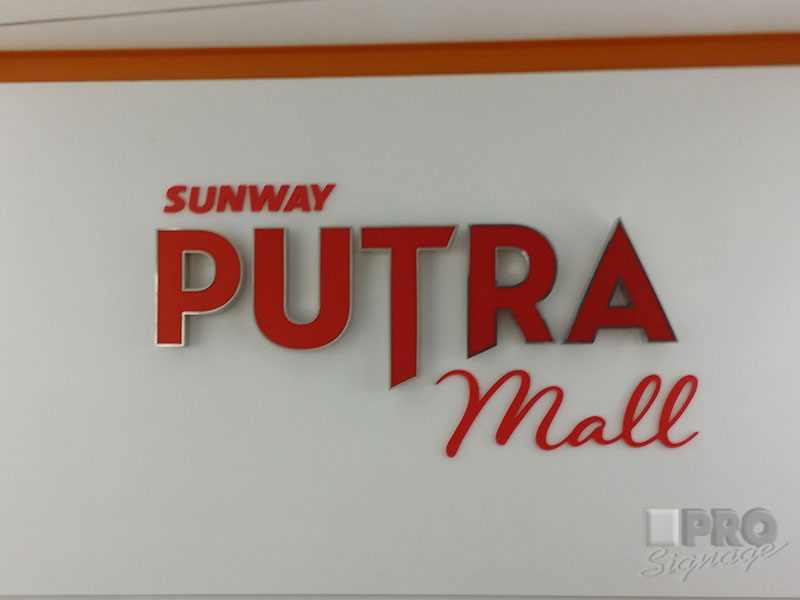 SUNWAY
PUTRA
Mall
PRO
Signage